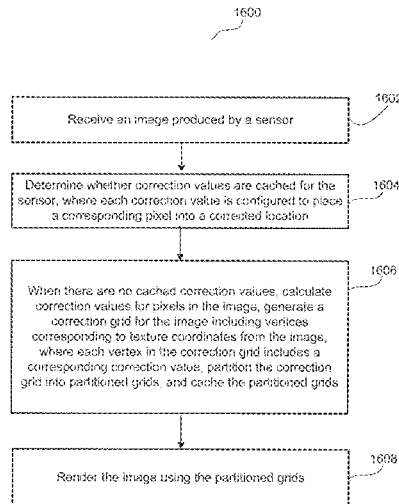 1600
1602
Receive an image produced by a sensor
1604
Determine whether correction values are cached for the
sensor, where each correction value is configured to place
a corresponding pixel into a corrected location
1606
When there are no cached correction values, calculate
correction values for pixels in the image, generate a
correction grid for the image including vertices
corresponding to texture coordinates from the image,
where each vertex in the correction grid includes a
corresponding correction value, partition the correction
grid into partitioned grids, and cache the partitioned grids
1608
Render the image using the partitioned grids